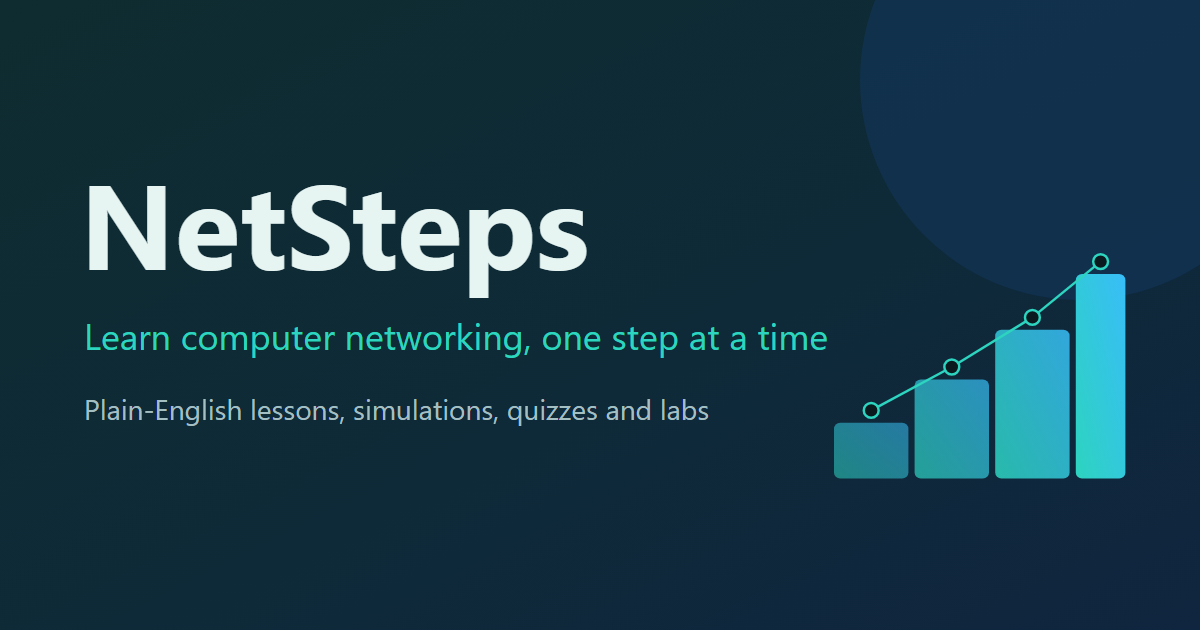 NetSteps
Learn computer networking, one step at a time
Plain-English lessons, simulations, quizzes and labs